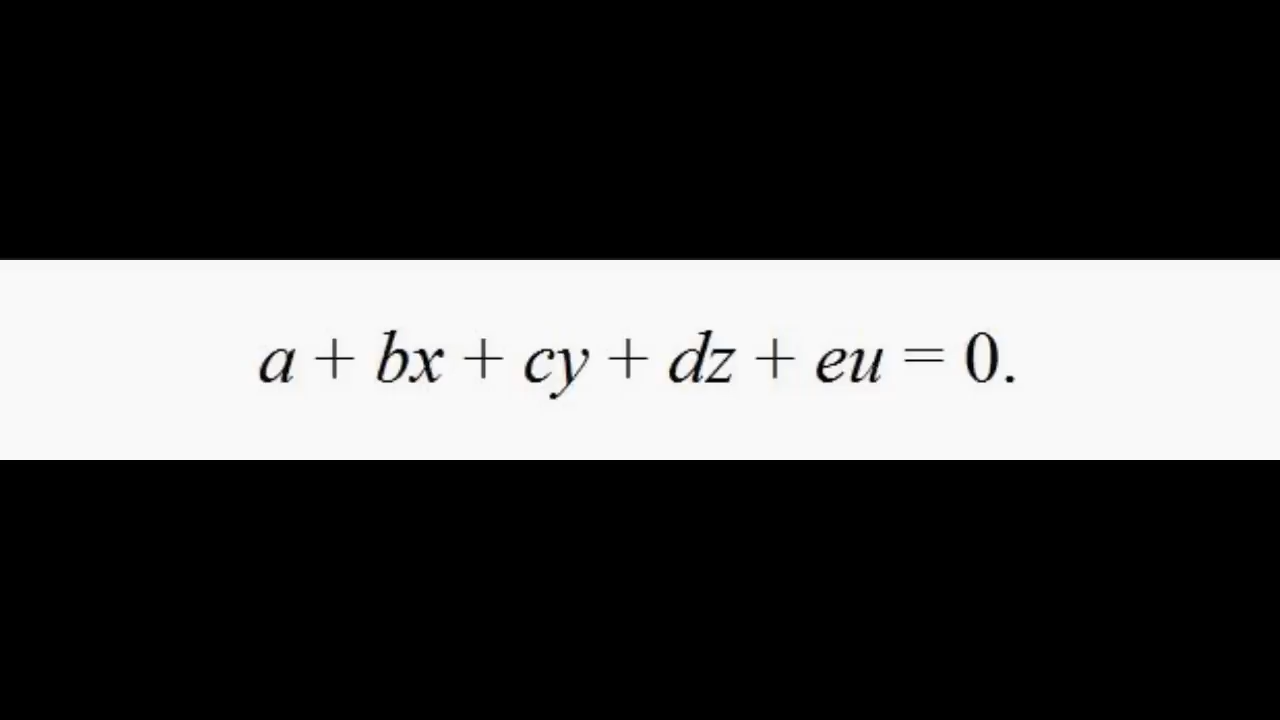 a + bx + cy + dz + eu = 0.